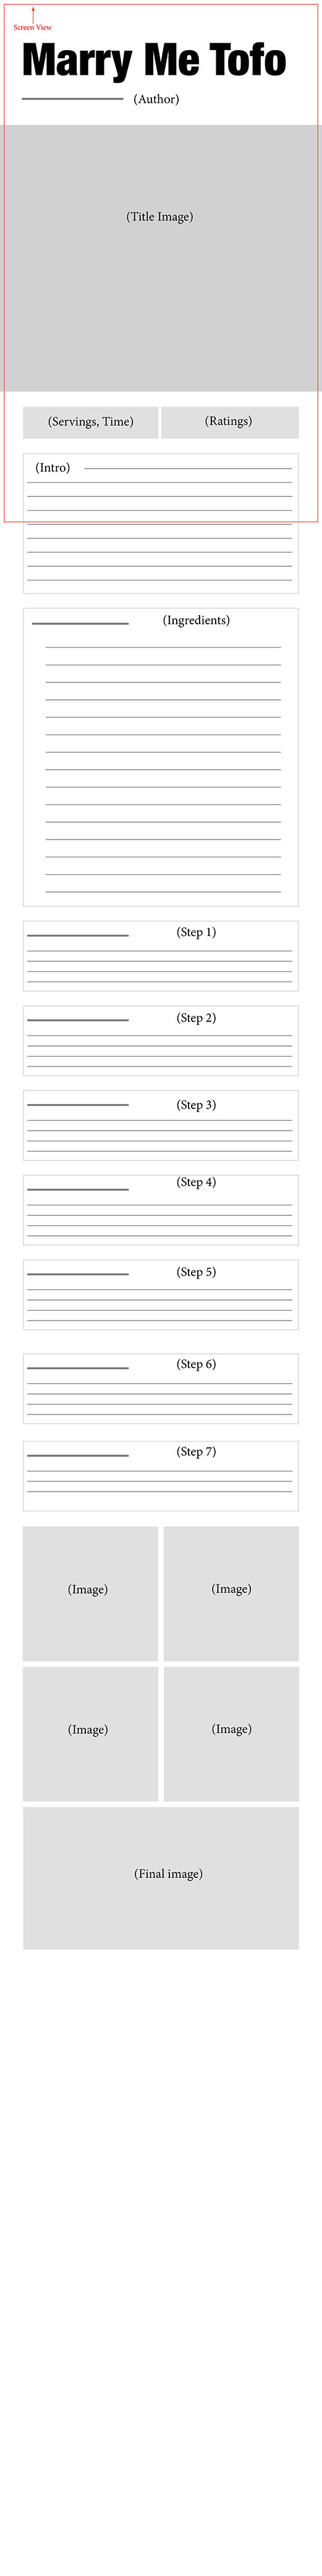 Screen View
Marry Me Tofo
(Author)
(Title Image)
(Servings, Time) (Ratings)
(Intro)
(Ingredients)
(Step 1)
(Step 2)
(Step 3)
(Step 4)
(Step 5)
(Step 6)
(Step 7)
(Image) (Image)
(Image) (Image)
(Final image)